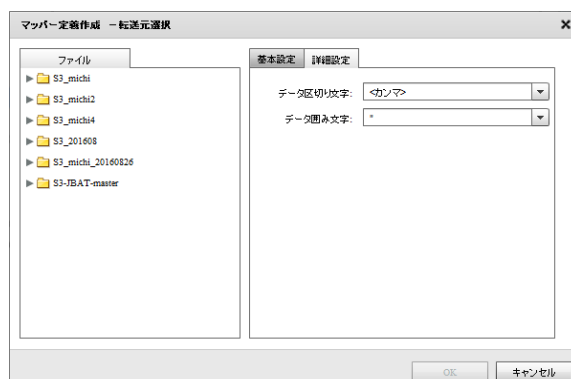 マッパー定義作成 －転送元選択
ファイル
S3_michi
S3_michi2
S3_michi4
S3_201608
S3_michi_20160826
S3-JBAT-master
基本設定 詳細設定
データ区切り文字: <カンマ>
データ囲み文字: "
OK キャンセル